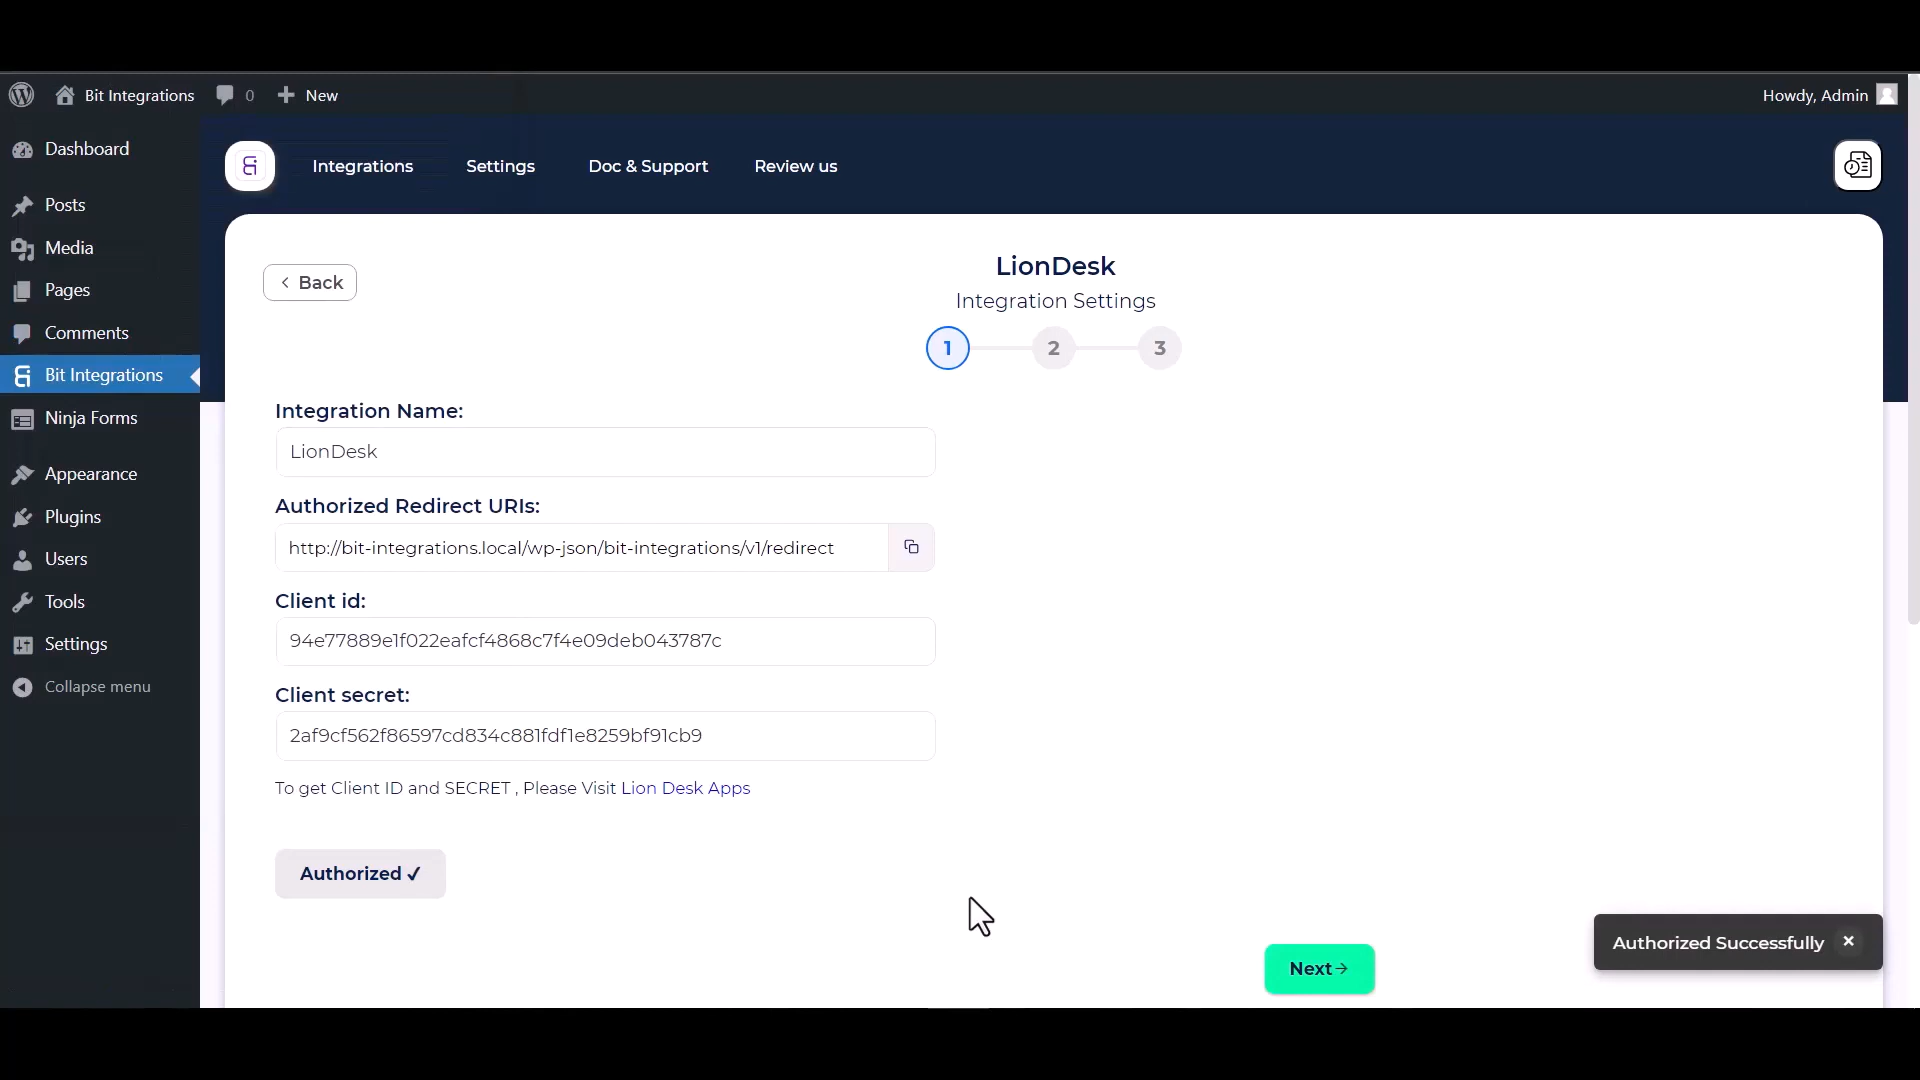 Bit Integrations
0
New
Howdy, Admin
Dashboard
Posts
Media
Pages
Comments
Bit Integrations
Ninja Forms
Appearance
Plugins
Users
Tools
Settings
Collapse menu
Integrations
Settings
Doc & Support
Review us
Back
LionDesk
Integration Settings
1
2
3
Integration Name:
LionDesk
Authorized Redirect URIs:
http://bit-integrations.local/wp-json/bit-integrations/v1/redirect
Client id:
94e77889e1f022eafcf4868c7f4e09deb043787c
Client secret:
2af9cf562f86597cd834c881fdf1e8259bf91cb9
To get Client ID and SECRET , Please Visit Lion Desk Apps
Authorized ✓
Next→
Authorized Successfully ×